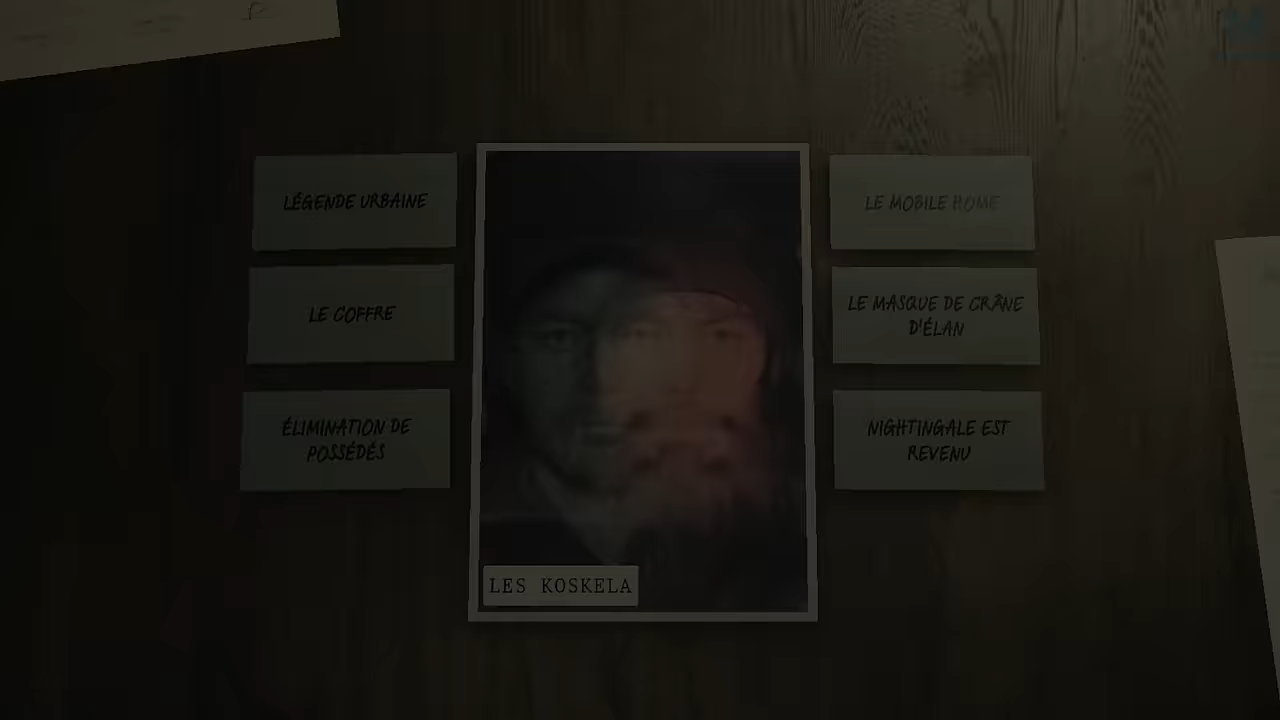 LÉGENDE URBAINE
LE COFFRE
ÉLIMINATION DE
POSSÉDÉS
LES KOSKELA
LE MOBILE HOME
LE MASQUE DE CRÂNE
D'ÉLAN
NIGHTINGALE EST
REVENU